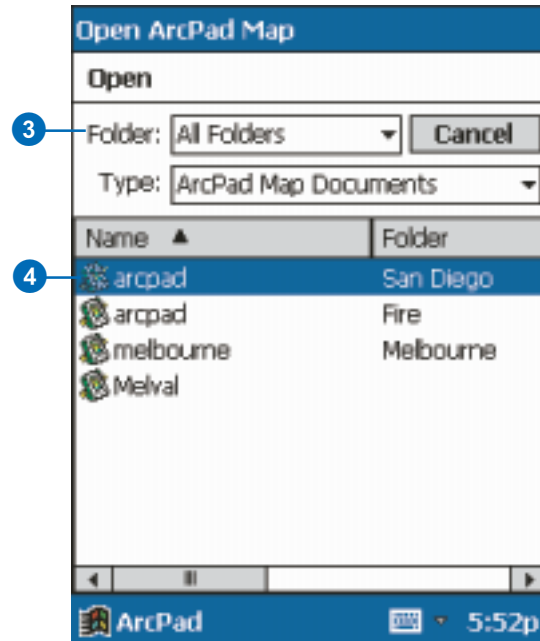 Open ArcPad Map
Open
3 Folder: All Folders Cancel
Type: ArcPad Map Documents
Name Folder
4 arcpad San Diego
arcpad Fire
melbourne Melbourne
Melval
ArcPad 5:52p